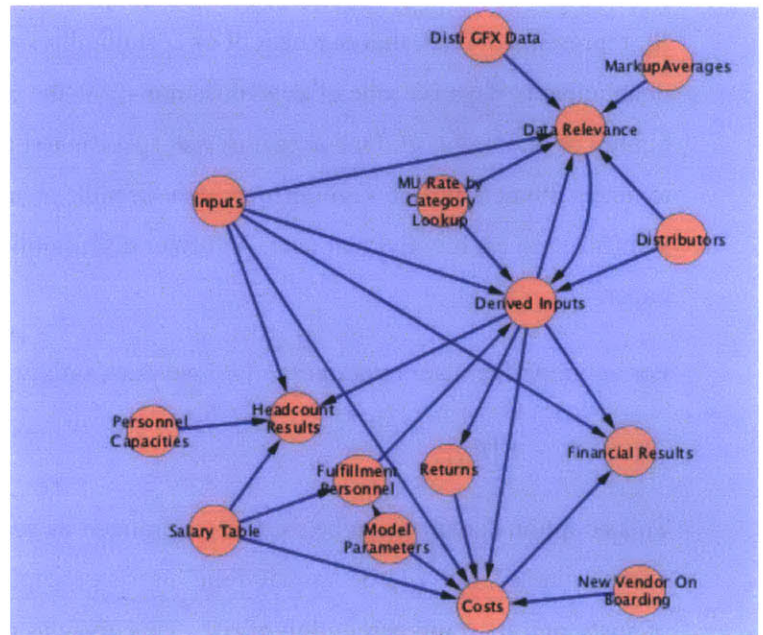 Disti GFX Data
MarkupAverages
Data Relevance
MU Rate by
Category
Lookup
Inputs
Distributors
Derived Inputs
Headcount
Results
Personnel
Capacities
Financial Results
Fulfillment
Personnel
Returns
Salary Table
Model
Parameters
New Vendor On
Boarding
Costs